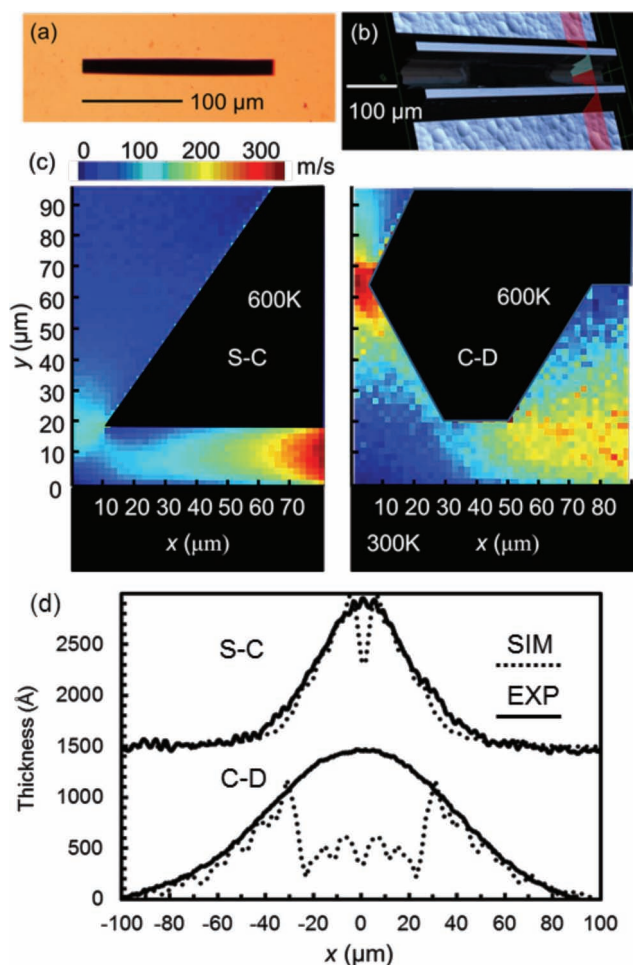 (a)
100 µm
(b)
100 µm
(c)
0 100 200 300 m/s
y (µm)
90
80
70
60
50
40
30
20
10
0
600K
S-C
10 20 30 40 50 60 70
x (µm)
600K
C-D
10 20 30 40 50 60 70 80
300K x (µm)
(d)
Thickness (Å)
2500
2000
1500
1000
500
0
S-C
SIM
EXP
C-D
-100 -80 -60 -40 -20 0 20 40 60 80 100
x (µm)